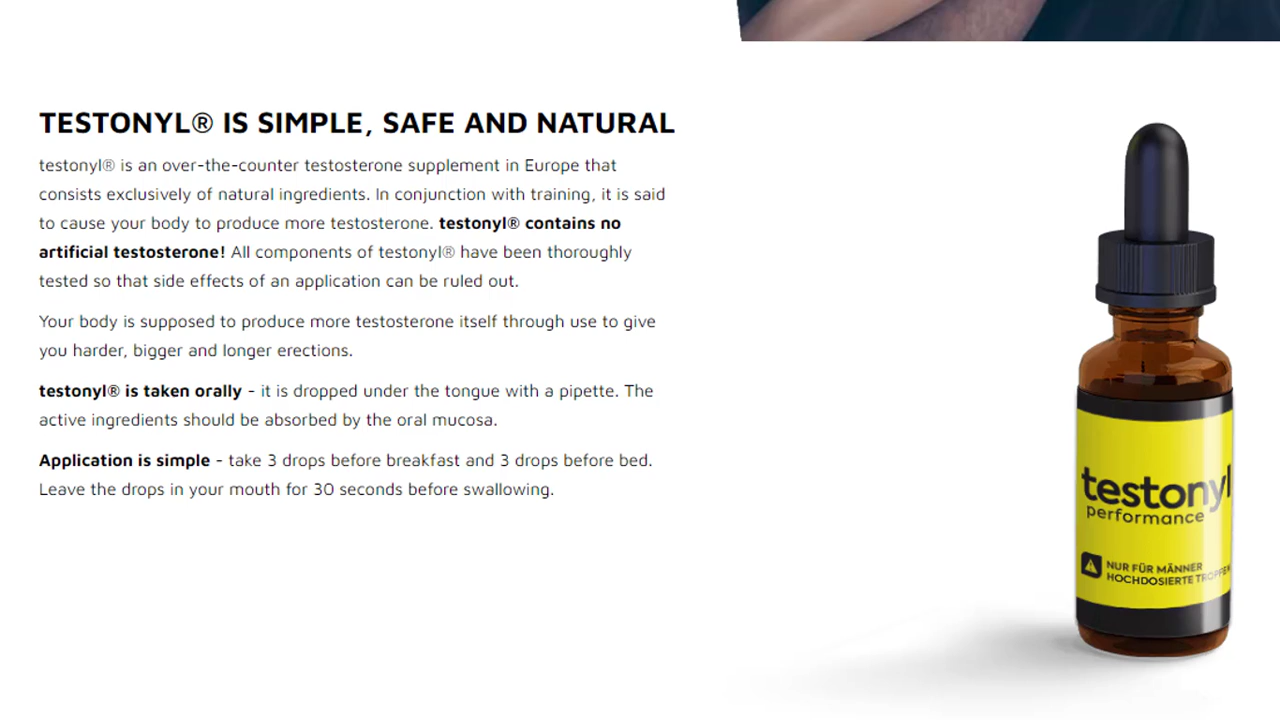 TESTONYL® IS SIMPLE, SAFE AND NATURAL
testonyl® is an over-the-counter testosterone supplement in Europe that
consists exclusively of natural ingredients. In conjunction with training, it is said
to cause your body to produce more testosterone. testonyl® contains no
artificial testosterone! All components of testonyl® have been thoroughly
tested so that side effects of an application can be ruled out.
Your body is supposed to produce more testosterone itself through use to give
you harder, bigger and longer erections.
testonyl® is taken orally - it is dropped under the tongue with a pipette. The
active ingredients should be absorbed by the oral mucosa.
Application is simple - take 3 drops before breakfast and 3 drops before bed.
Leave the drops in your mouth for 30 seconds before swallowing.
testonyl
performance
NUR FÜR MÄNNER
HOCHDOSIERTE TROPFEN